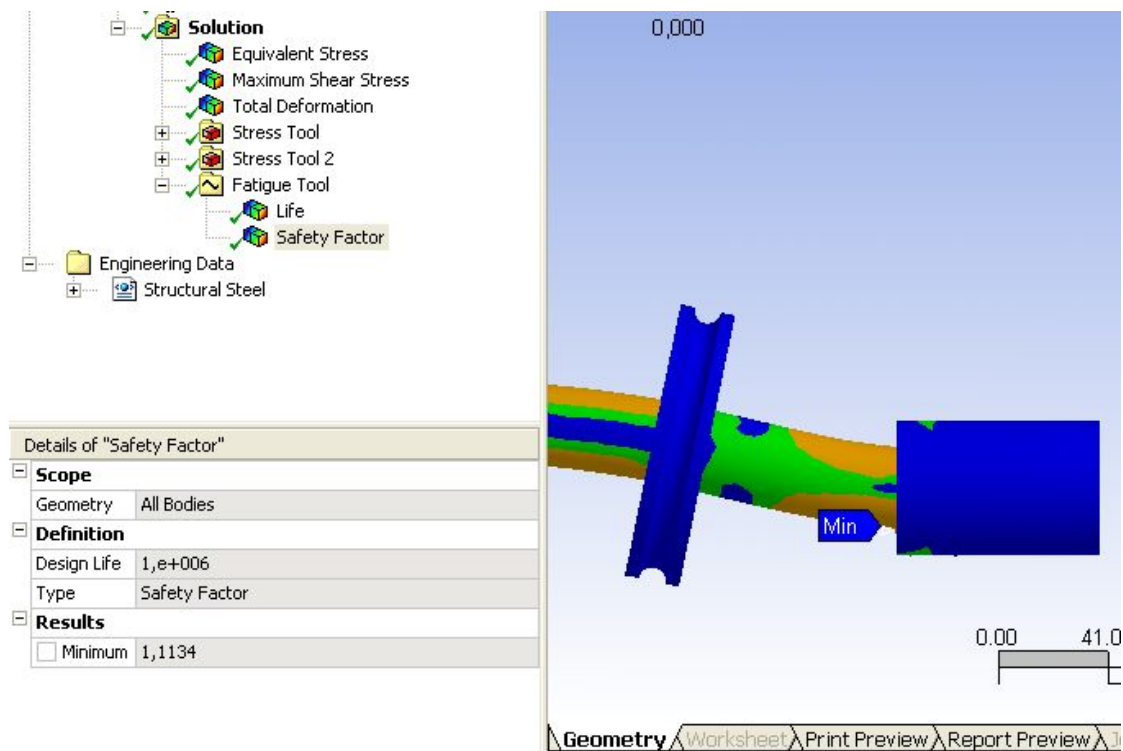 Solution
Equivalent Stress
Maximum Shear Stress
Total Deformation
Stress Tool
Stress Tool 2
Fatigue Tool
Life
Safety Factor
Engineering Data
Structural Steel
Details of "Safety Factor"
Scope
Geometry All Bodies
Definition
Design Life 1,e+006
Type Safety Factor
Results
Minimum 1,1134
0,000
Min
0.00 41.0
Geometry Worksheet Print Preview Report Preview